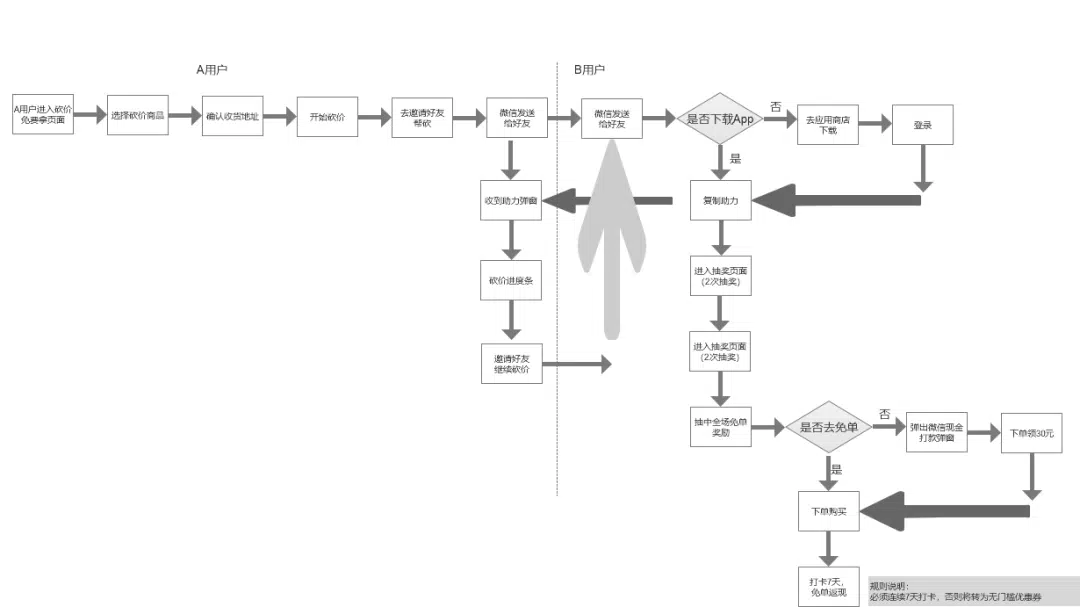 A用户
B用户
A用户进入砍价
免费拿页面
选择砍价商品
确认收货地址
开始砍价
去邀请好友
帮砍
微信发送
给好友
微信发送
给好友
是否下载App
否
去应用商店
下载
登录
是
收到助力弹窗
复制助力
砍价进度条
进入抽奖页面
(2次抽奖)
邀请好友
继续砍价
进入抽奖页面
(2次抽奖)
抽中全场免单
奖励
是否去免单
否
弹出微信现金
打款弹窗
下单领30元
是
下单购买
打卡7天，
免单返现
规则说明：
必须连续7天打卡，否则将转为无门槛优惠券